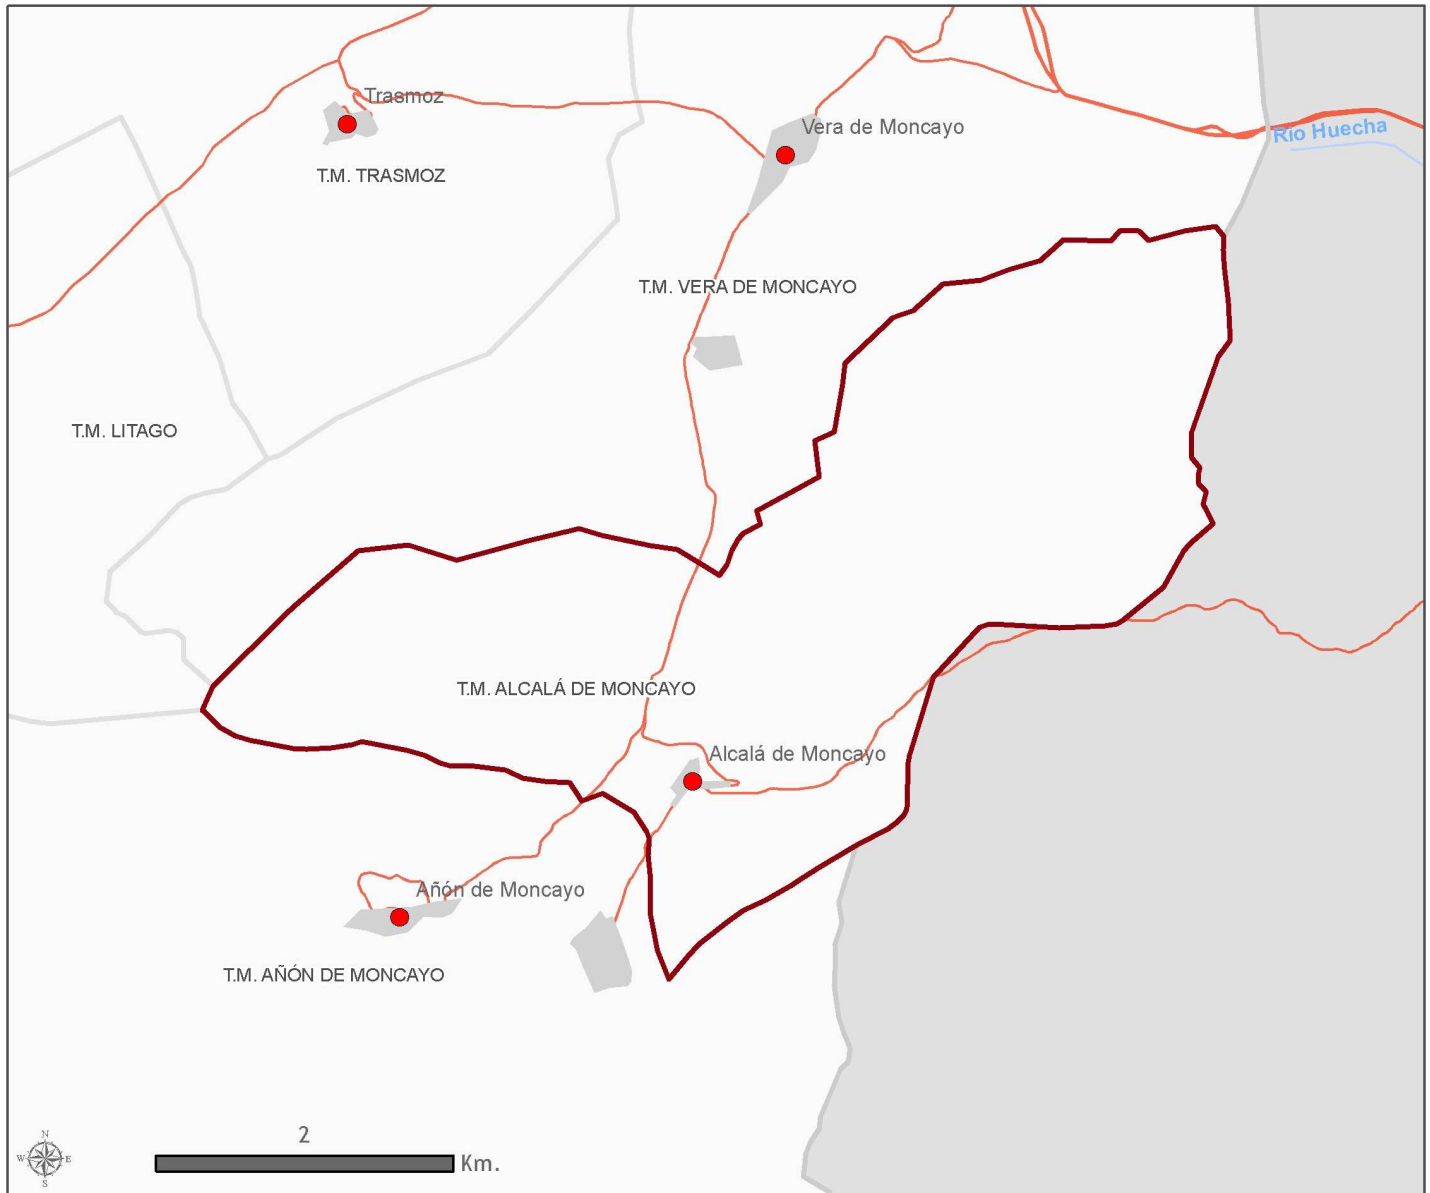 Trasmoz
Vera de Moncayo
Río Huecha
T.M. TRASMOZ
T.M. VERA DE MONCAYO
T.M. LITAGO
T.M. ALCALÁ DE MONCAYO
Alcalá de Moncayo
Añón de Moncayo
T.M. AÑÓN DE MONCAYO
N
W E
S
2
Km.